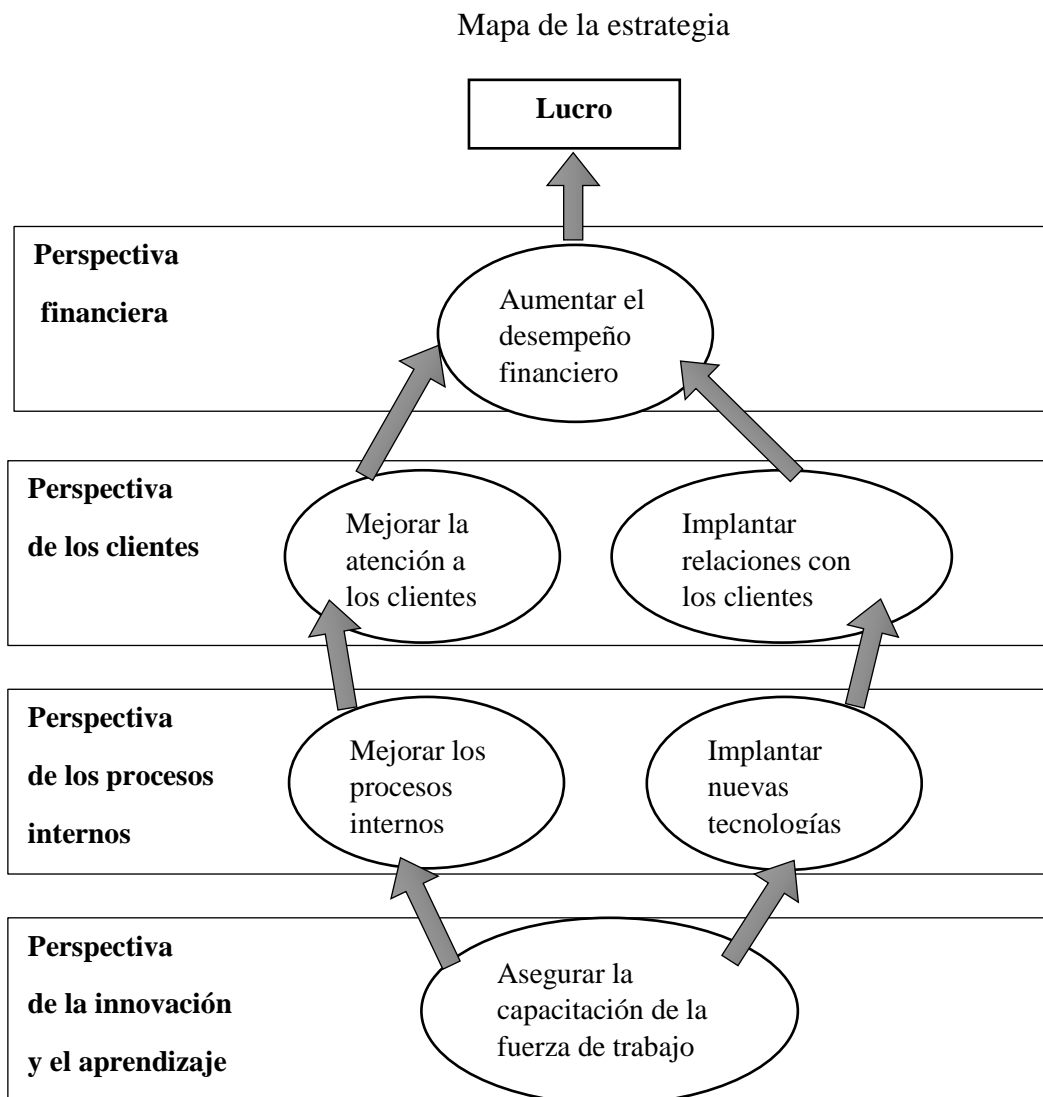 Mapa de la estrategia
Lucro
Perspectiva
financiera
Aumentar el
desempeño
financiero
Perspectiva
de los clientes
Mejorar la
atención a
los clientes
Implantar
relaciones con
los clientes
Perspectiva
de los procesos
internos
Mejorar los
procesos
internos
Implantar
nuevas
tecnologías
Perspectiva
de la innovación
y el aprendizaje
Asegurar la
capacitación de la
fuerza de trabajo